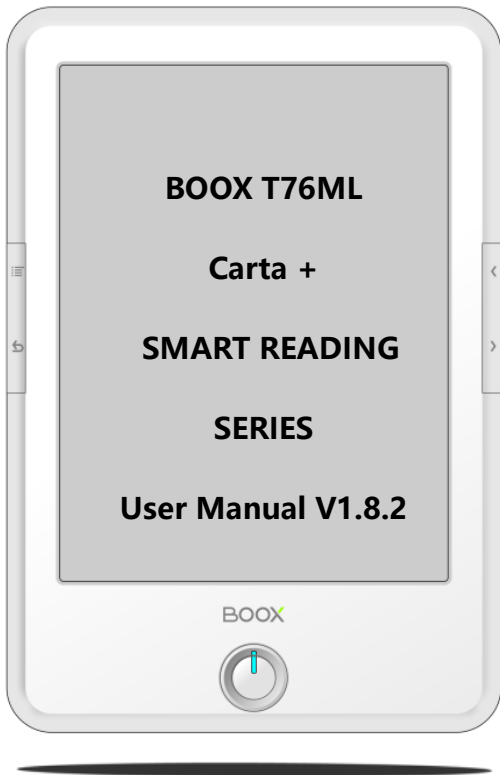 BOOX T76ML
Carta +
SMART READING
SERIES
User Manual V1.8.2
BOOX